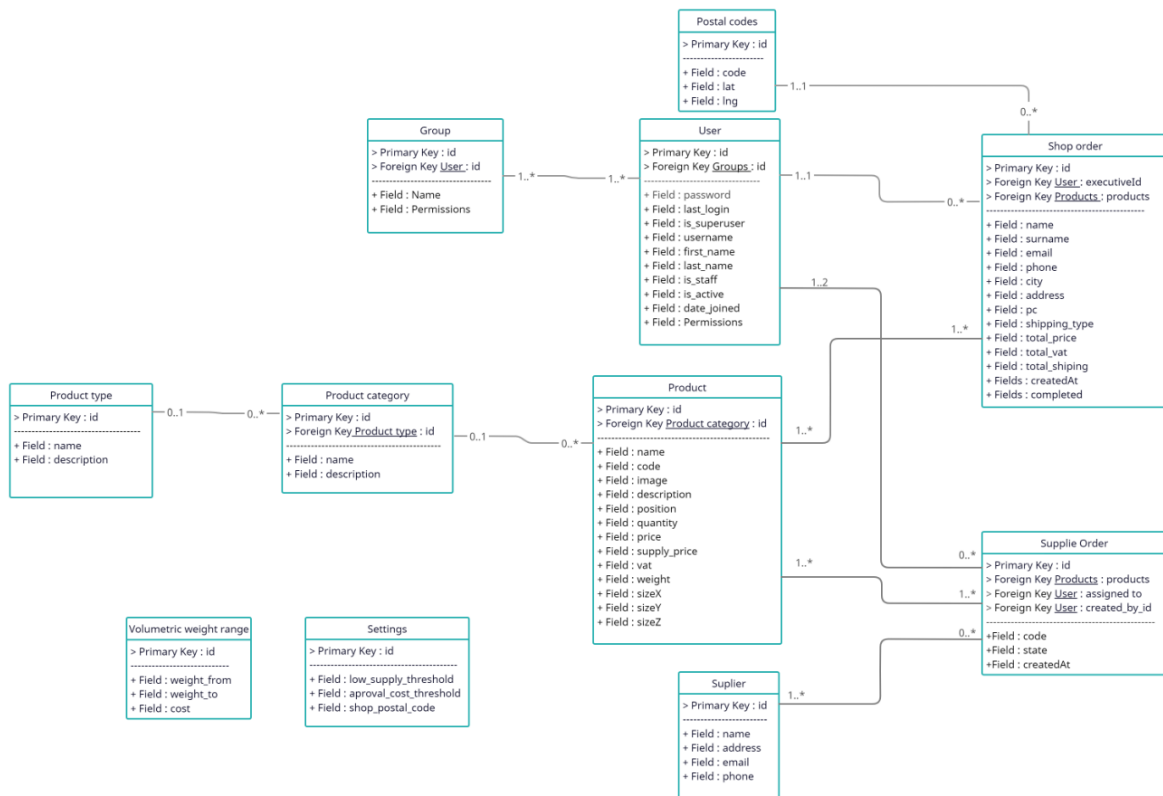 Postal codes
> Primary Key : id
------------------------
+ Field : code
+ Field : lat
+ Field : lng
1..1
0..*
Group
> Primary Key : id
> Foreign Key User : id
------------------------------------
+ Field : Name
+ Field : Permissions
1..*
1..*
User
> Primary Key : id
> Foreign Key Groups : id
-----------------------------------
+ Field : password
+ Field : last_login
+ Field : is_superuser
+ Field : username
+ Field : first_name
+ Field : last_name
+ Field : is_staff
+ Field : is_active
+ Field : date_joined
+ Field : Permissions
1..1
0..*
1..2
Shop order
> Primary Key : id
> Foreign Key User : executiveId
> Foreign Key Products : products
-----------------------------------------------
+ Field : name
+ Field : surname
+ Field : email
+ Field : phone
+ Field : city
+ Field : address
+ Field : pc
+ Field : shipping_type
+ Field : total_price
+ Field : total_vat
+ Field : total_shiping
+ Fields : createdAt
+ Fields : completed
1..*
Product type
> Primary Key : id
--------------------------------------
+ Field : name
+ Field : description
0..1
0..*
Product category
> Primary Key : id
> Foreign Key Product type : id
----------------------------------------------
+ Field : name
+ Field : description
0..1
0..*
Product
> Primary Key : id
> Foreign Key Product category : id
---------------------------------------------------
+ Field : name
+ Field : code
+ Field : image
+ Field : description
+ Field : position
+ Field : quantity
+ Field : price
+ Field : supply_price
+ Field : vat
+ Field : weight
+ Field : sizeX
+ Field : sizeY
+ Field : sizeZ
1..*
1..*
0..*
1..*
0..*
Supplie Order
> Primary Key : id
> Foreign Key Products : products
> Foreign Key User : assigned to
> Foreign Key User : created_by_id
--------------------------------------------------
+Field : code
+Field : state
+Field : createdAt
Volumetric weight range
> Primary Key : id
-----------------------------
+ Field : weight_from
+ Field : weight_to
+ Field : cost
Settings
> Primary Key : id
--------------------------------------------
+ Field : low_supply_threshold
+ Field : aproval_cost_threshold
+ Field : shop_postal_code
Suplier
> Primary Key : id
-------------------------
+ Field : name
+ Field : address
+ Field : email
+ Field : phone
1..*